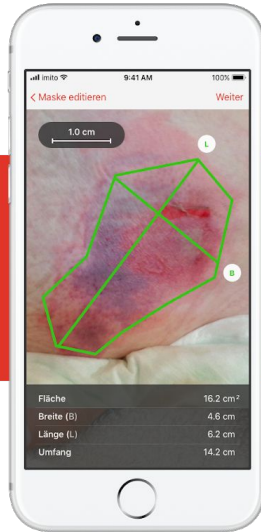 imito 9:41 AM 100%
Maske editieren Weiter
1.0 cm
L
B
Fläche 16.2 cm²
Breite (B) 4.6 cm
Länge (L) 6.2 cm
Umfang 14.2 cm